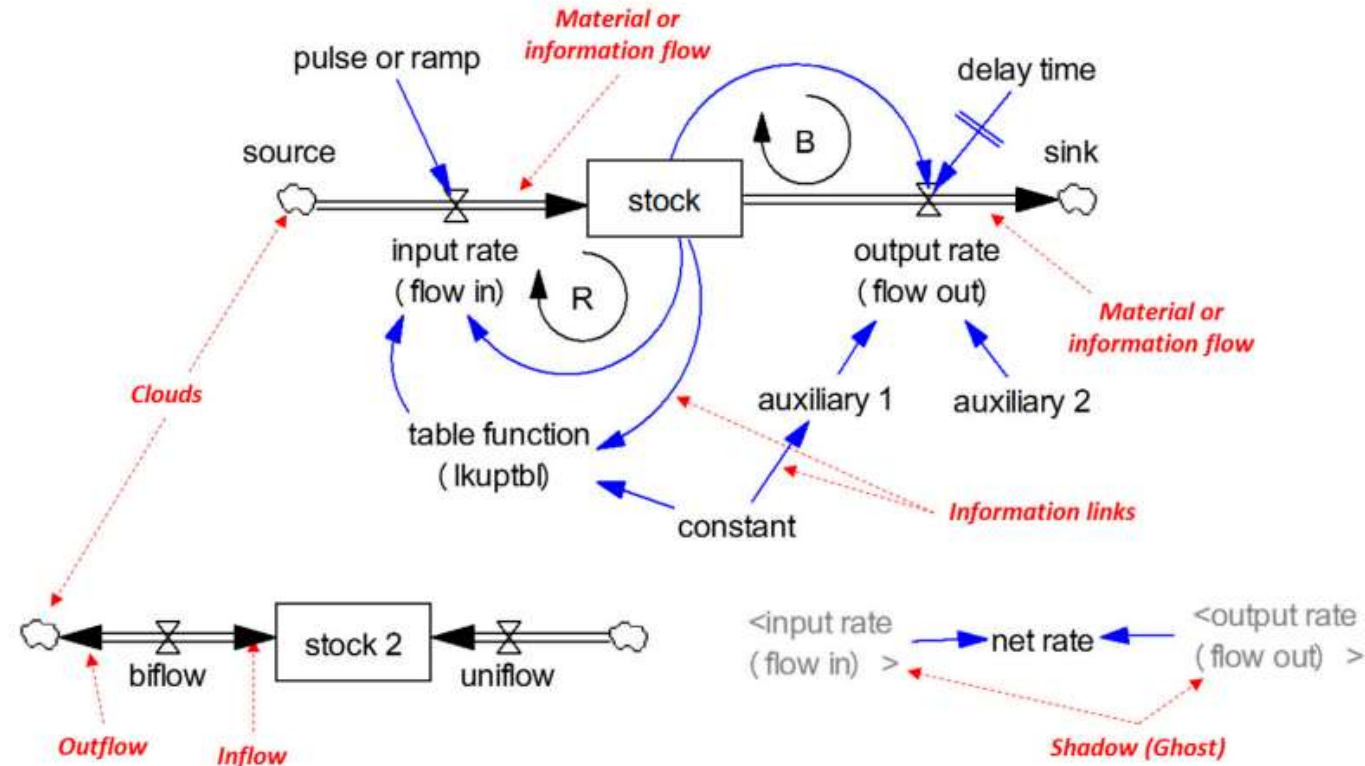 Material or
information flow
pulse or ramp
delay time
source
B
sink
stock
input rate
( flow in)
R
output rate
( flow out)
Material or
information flow
Clouds
auxiliary 1
auxiliary 2
table function
( lkuptbl)
Information links
constant
<input rate
( flow in) >
net rate
<output rate
( flow out) >
stock 2
biflow
uniflow
Outflow
Inflow
Shadow (Ghost)